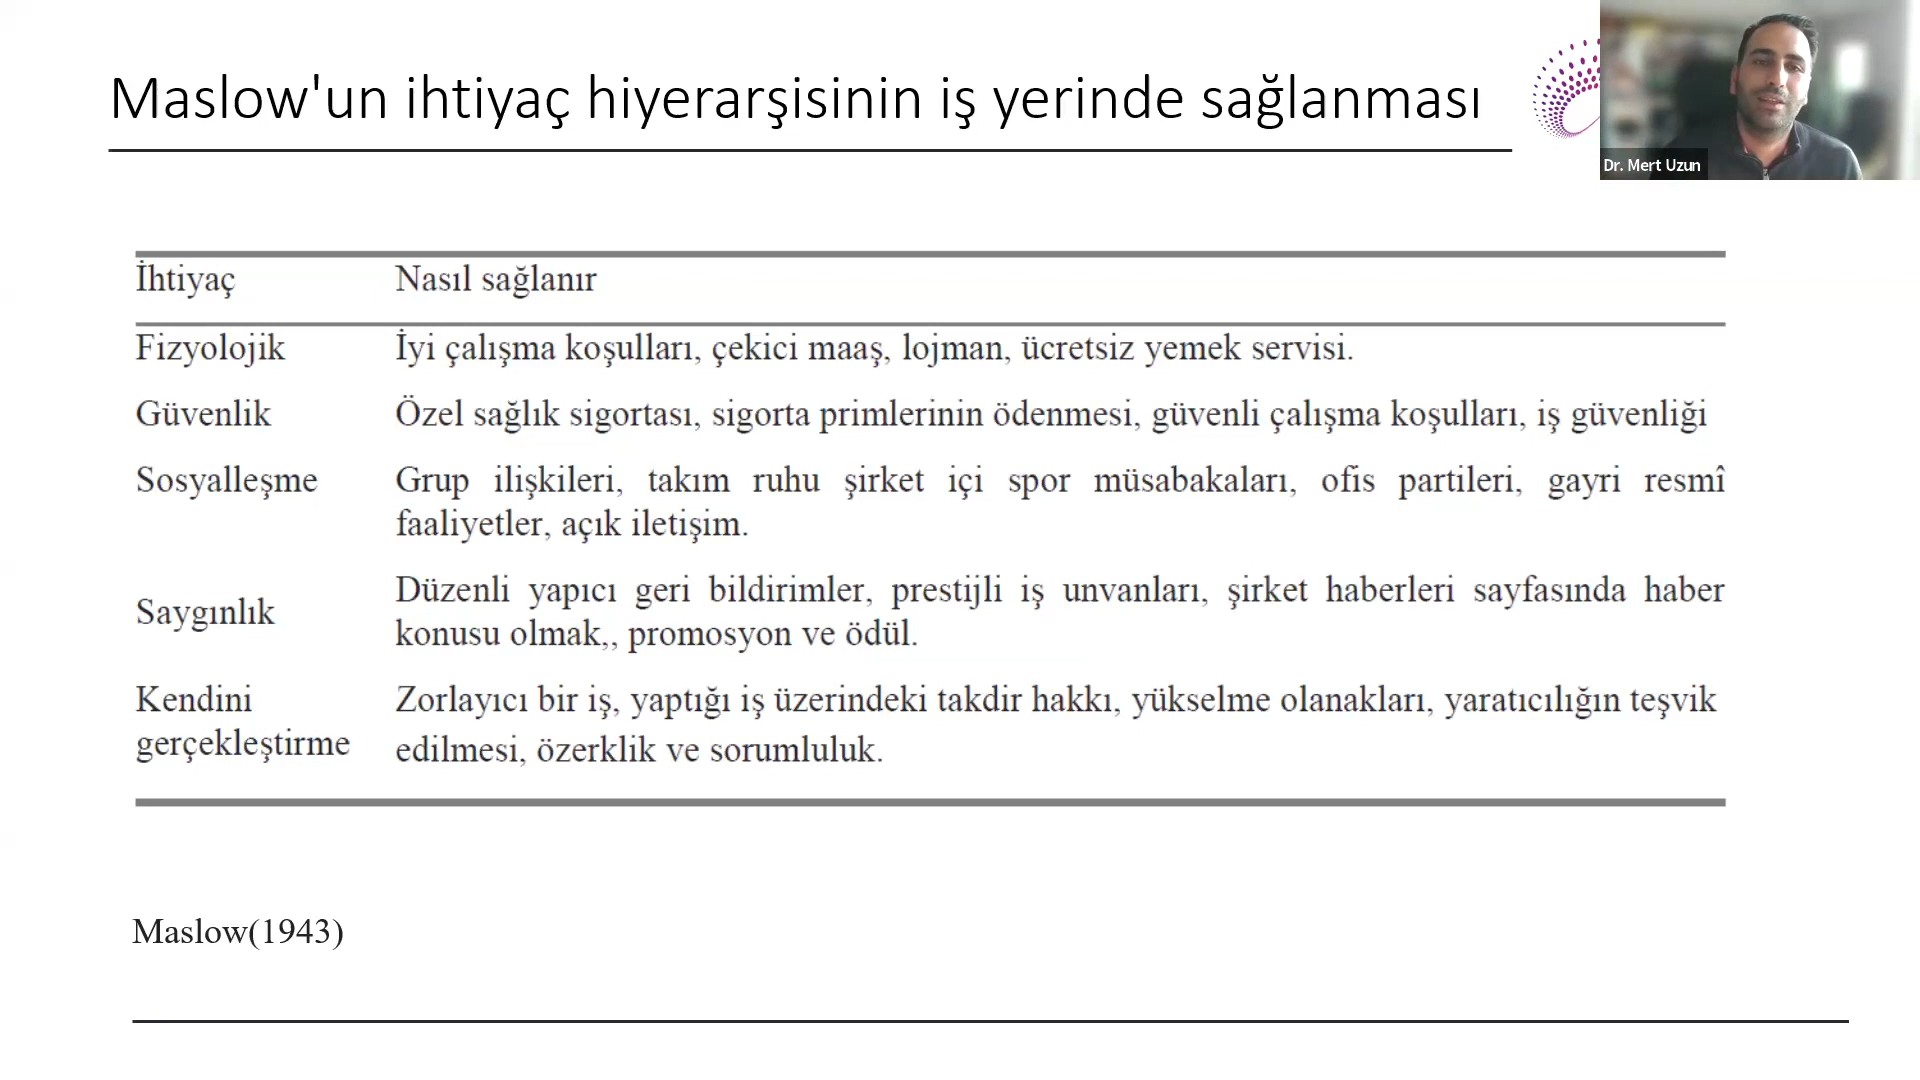 Maslow'un ihtiyaç hiyerarşisinin iş yerinde sağlanması
Dr. Mert Uzun
İhtiyaç Nasıl sağlanır
Fizyolojik İyi çalışma koşulları, çekici maaş, lojman, ücretsiz yemek servisi.
Güvenlik Özel sağlık sigortası, sigorta primlerinin ödenmesi, güvenli çalışma koşulları, iş güvenliği
Sosyalleşme Grup ilişkileri, takım ruhu şirket içi spor müsabakaları, ofis partileri, gayri resmî
faaliyetler, açık iletişim.
Saygınlık Düzenli yapıcı geri bildirimler, prestijli iş unvanları, şirket haberleri sayfasında haber
konusu olmak,, promosyon ve ödül.
Kendini Zorlayıcı bir iş, yaptığı iş üzerindeki takdir hakkı, yükselme olanakları, yaratıcılığın teşvik
gerçekleştirme edilmesi, özerklik ve sorumluluk.
Maslow(1943)